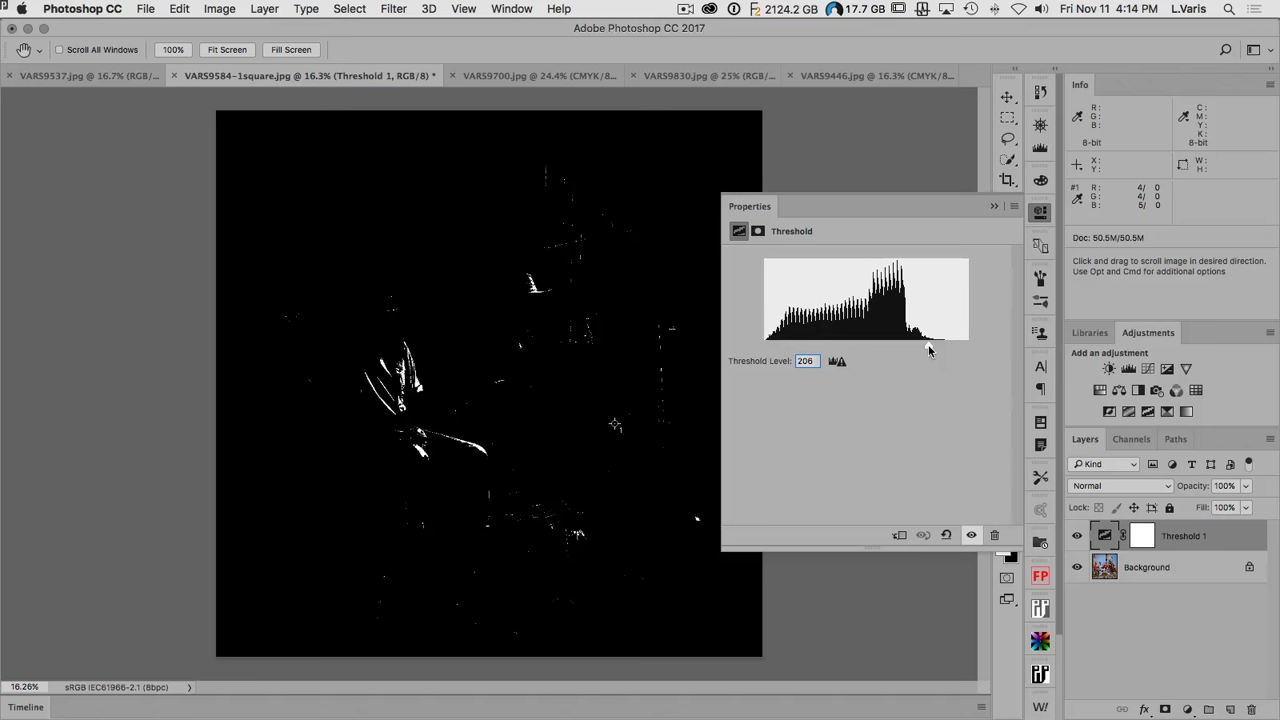 Photoshop CC File Edit Image Layer Type Select Filter 3D View Window Help 2124.2 GB 17.7 GB Fri Nov 11 4:14 PM L.Varis
Adobe Photoshop CC 2017
Scroll All Windows 100% Fit Screen Fill Screen
VARS9537.jpg @ 16.7% (RGB/... VARS9584-1square.jpg @ 16.3% (Threshold 1, RGB/8) * VARS9700.jpg @ 24.4% (CMYK/8... VARS9830.jpg @ 25% (RGB/... VARS9446.jpg @ 16.3% (CMYK/8...
Info
R: C:
G: M:
B: Y:
K:
8-bit 8-bit
X: W:
Y: H:
#1 R: 4/ 0
G: 4/ 0
B: 5/ 0
Doc: 50.5M/50.5M
Click and drag to scroll image in desired direction.
Use Opt and Cmd for additional options
Properties
Threshold
Threshold Level: 206
Libraries Adjustments
Add an adjustment
Layers Channels Paths
Kind
Normal Opacity: 100%
Lock: Fill: 100%
Threshold 1
Background
FP
W!
16.26% sRGB IEC61966-2.1 (8bpc)
Timeline